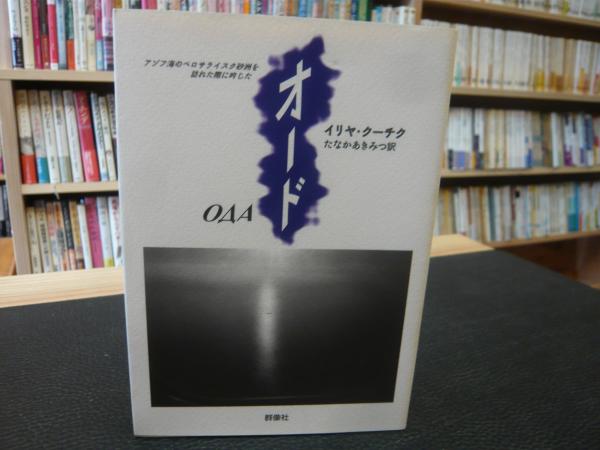 アゾフ海のベロサライスク砂洲を
訪れた際に吟じた
オード
イリヤ・クーチク
たなかあきみつ訳
ОДА
群像社